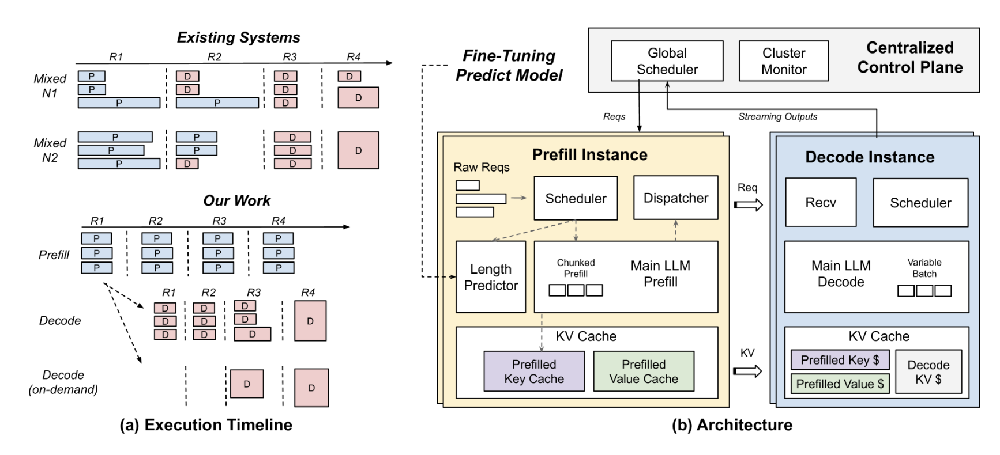 Existing Systems
R1 R2 R3 R4
Mixed
N1
P D D D
P D D
P P D D
Mixed
N2
P P D
P P D D
P D D
Our Work
R1 R2 R3 R4
Prefill
P P P P
P P P P
P P P P
R1 R2 R3 R4
Decode
D D D
D D D D
D D D
Decode
(on-demand)
D D
(a) Execution Timeline
Fine-Tuning
Predict Model
Global
Scheduler
Cluster
Monitor
Centralized
Control Plane
Reqs
Streaming Outputs
Prefill Instance
Raw Reqs
Scheduler
Dispatcher
Length
Predictor
Chunked
Prefill
Main LLM
Prefill
KV Cache
Prefilled
Key Cache
Prefilled
Value Cache
Req
KV
Decode Instance
Recv
Scheduler
Main LLM
Decode
Variable
Batch
KV Cache
Prefilled Key $
Prefilled Value $
Decode
KV $
(b) Architecture